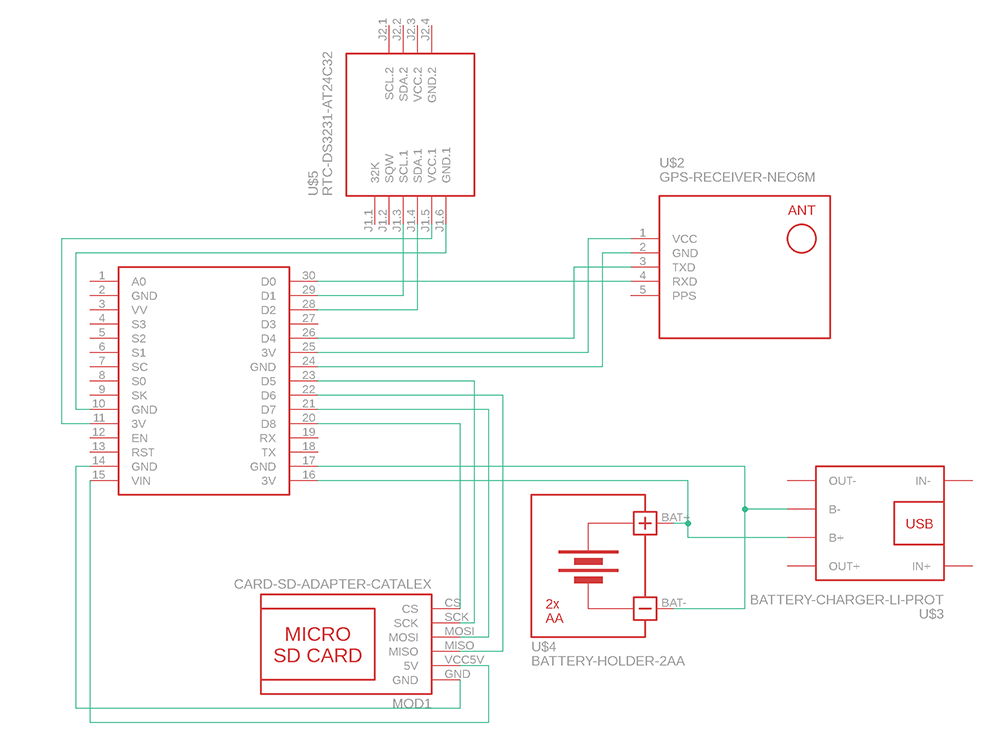 J2.1
J2.2
J2.3
J2.4
U$5
RTC-DS3231-AT24C32
SCL.2
SDA.2
VCC.2
GND.2
32K
SQW
SCL.1
SDA.1
VCC.1
GND.1
J1.1
J1.2
J1.3
J1.4
J1.5
J1.6
U$2
GPS-RECEIVER-NEO6M
ANT
1 VCC
2 GND
3 TXD
4 RXD
5 PPS
1 A0 D0 30
2 GND D1 29
3 VV D2 28
4 S3 D3 27
5 S2 D4 26
6 S1 3V 25
7 SC GND 24
8 S0 D5 23
9 SK D6 22
10 GND D7 21
11 3V D8 20
12 EN RX 19
13 RST TX 18
14 GND GND 17
15 VIN 3V 16
OUT- IN-
B-
USB
B+
OUT+ IN+
BATTERY-CHARGER-LI-PROT
U$3
BAT+
BAT-
2x
AA
U$4
BATTERY-HOLDER-2AA
CARD-SD-ADAPTER-CATALEX
MICRO
SD CARD
CS CS
SCK SCK
MOSI MOSI
MISO MISO
5V VCC5V
GND GND
MOD1